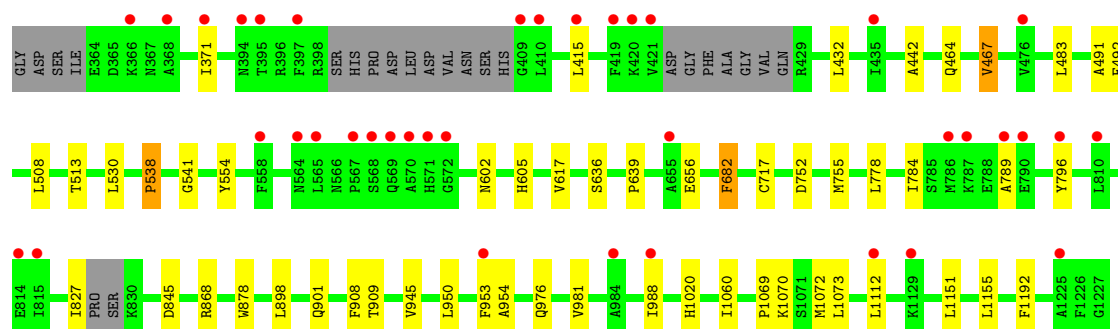 GLY ASP SER ILE E364 D365 K366 N367 A368 I371 N394 T395 R396 F397 R398 SER HIS PRO ASP LEU ASP VAL ASN SER HIS G409 L410 L415 F419 K420 V421 ASP GLY PHE ALA GLY VAL GLN R429 L432 I435 A442 Q464 V467 V476 L483 A491
L508 T513 L530 P538 G541 Y554 F558 N564 L565 N566 P567 S568 Q569 A570 H571 G572 N602 H605 V617 S636 P639 A655 E656 F682 C717 D752 M755 L778 I784 S785 M786 K787 E788 A789 E790 Y796 L810
E814 I815 I827 PRO SER K830 D845 R868 W878 L898 Q901 F908 T909 V945 L950 F953 A954 Q976 V981 A984 I988 H1020 I1060 P1069 K1070 S1071 M1072 L1073 L1112 K1129 L1151 L1155 F1192 A1225 F1226 G1227